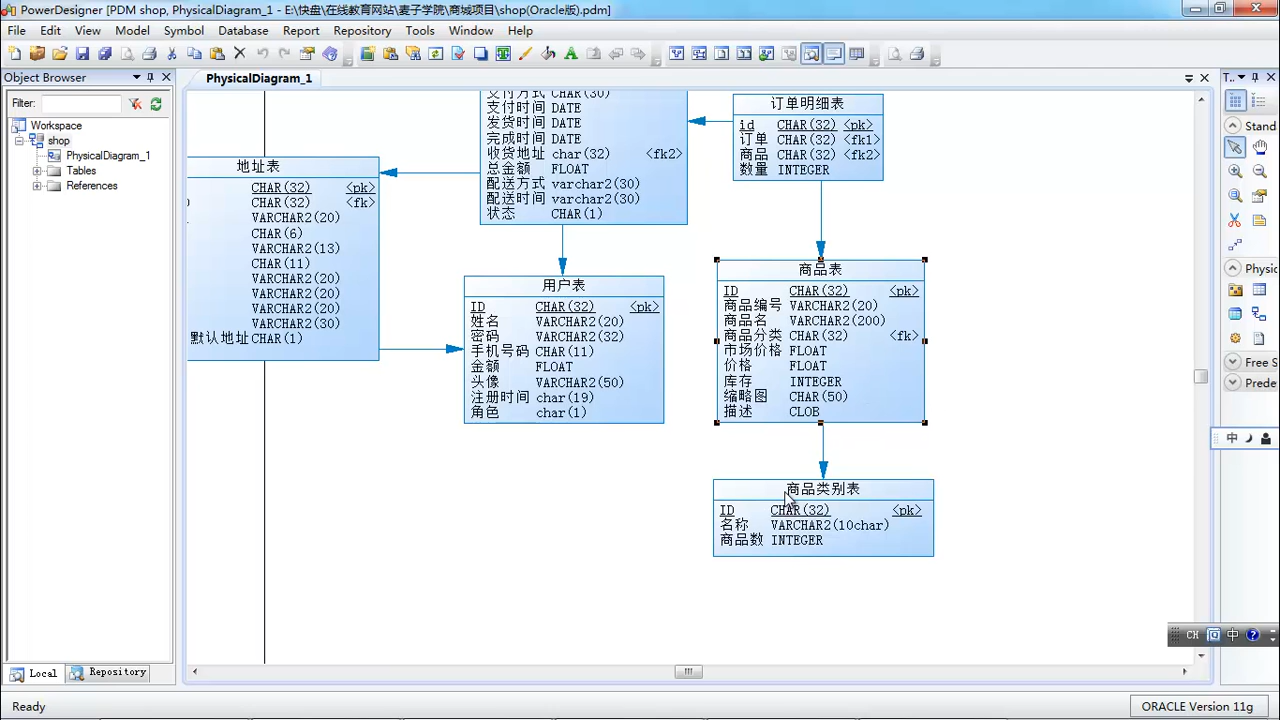 PowerDesigner [PDM shop, PhysicalDiagram_1 - E:\快盘\在线教育网站\麦子学院\商城项目\shop(Oracle版).pdm]
File Edit View Model Symbol Database Report Repository Tools Window Help
Object Browser
PhysicalDiagram_1
T...
Filter:
Workspace
shop
PhysicalDiagram_1
Tables
References
Local
Repository
支付方式 CHAR(30)
支付时间 DATE
发货时间 DATE
完成时间 DATE
收货地址 char(32) <fk2>
总金额 FLOAT
配送方式 varchar2(30)
配送时间 varchar2(30)
状态 CHAR(1)
订单明细表
id CHAR(32) <pk>
订单 CHAR(32) <fk1>
商品 CHAR(32) <fk2>
数量 INTEGER
地址表
CHAR(32) <pk>
CHAR(32) <fk>
VARCHAR2(20)
CHAR(6)
VARCHAR2(13)
CHAR(11)
VARCHAR2(20)
VARCHAR2(20)
VARCHAR2(20)
VARCHAR2(30)
默认地址 CHAR(1)
用户表
ID CHAR(32) <pk>
姓名 VARCHAR2(20)
密码 VARCHAR2(32)
手机号码 CHAR(11)
金额 FLOAT
头像 VARCHAR2(50)
注册时间 char(19)
角色 char(1)
商品表
ID CHAR(32) <pk>
商品编号 VARCHAR2(20)
商品名 VARCHAR2(200)
商品分类 CHAR(32) <fk>
市场价格 FLOAT
价格 FLOAT
库存 INTEGER
缩略图 CHAR(50)
描述 CLOB
商品类别表
ID CHAR(32) <pk>
名称 VARCHAR2(10char)
商品数 INTEGER
Stand
Physic
Free S
Prede
中
CH 中
Ready
ORACLE Version 11g